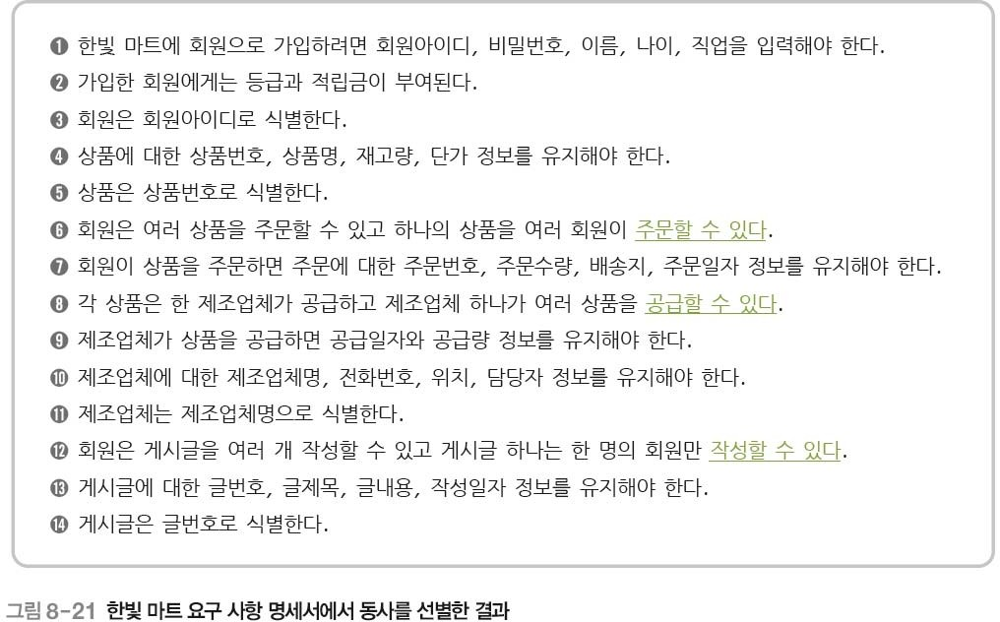 ❶ 한빛 마트에 회원으로 가입하려면 회원아이디, 비밀번호, 이름, 나이, 직업을 입력해야 한다.
❷ 가입한 회원에게는 등급과 적립금이 부여된다.
❸ 회원은 회원아이디로 식별한다.
❹ 상품에 대한 상품번호, 상품명, 재고량, 단가 정보를 유지해야 한다.
❺ 상품은 상품번호로 식별한다.
❻ 회원은 여러 상품을 주문할 수 있고 하나의 상품을 여러 회원이 주문할 수 있다.
❼ 회원이 상품을 주문하면 주문에 대한 주문번호, 주문수량, 배송지, 주문일자 정보를 유지해야 한다.
❽ 각 상품은 한 제조업체가 공급하고 제조업체 하나가 여러 상품을 공급할 수 있다.
❾ 제조업체가 상품을 공급하면 공급일자와 공급량 정보를 유지해야 한다.
❿ 제조업체에 대한 제조업체명, 전화번호, 위치, 담당자 정보를 유지해야 한다.
⓫ 제조업체는 제조업체명으로 식별한다.
⓬ 회원은 게시글을 여러 개 작성할 수 있고 게시글 하나는 한 명의 회원만 작성할 수 있다.
⓭ 게시글에 대한 글번호, 글제목, 글내용, 작성일자 정보를 유지해야 한다.
⓮ 게시글은 글번호로 식별한다.
그림 8-21 한빛 마트 요구 사항 명세서에서 동사를 선별한 결과